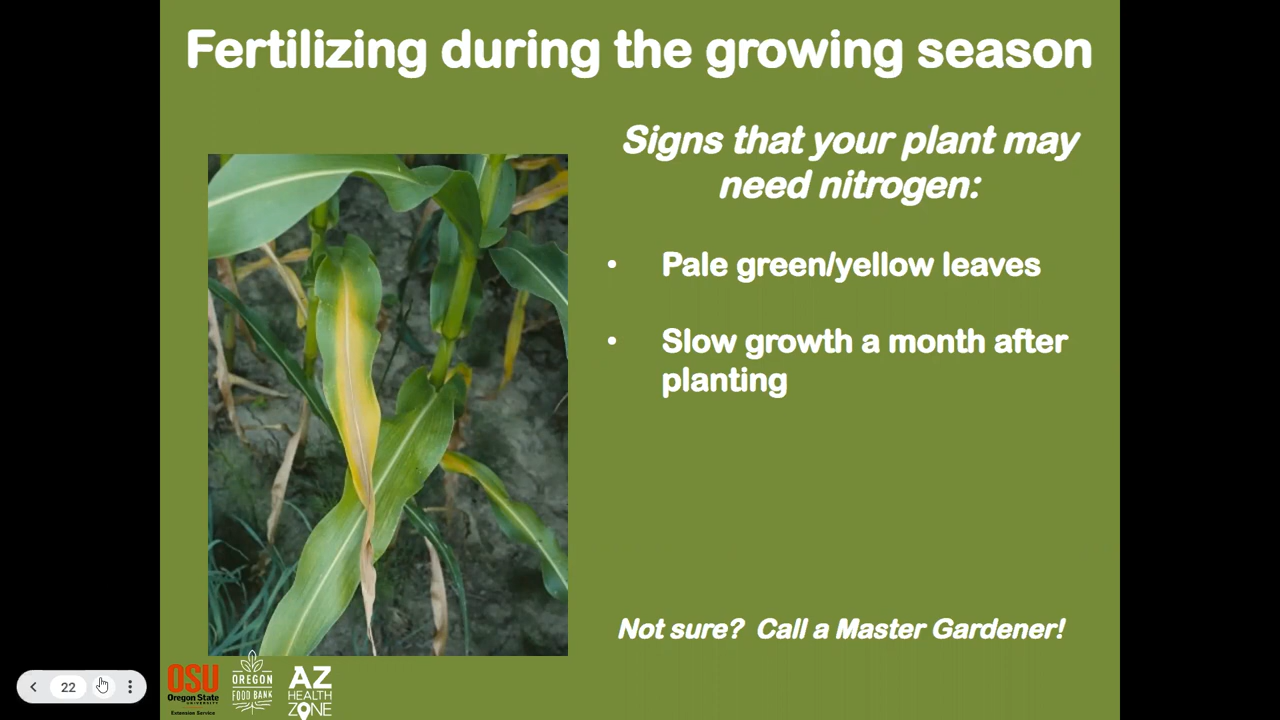 Fertilizing during the growing season
Signs that your plant may
need nitrogen:
• Pale green/yellow leaves
• Slow growth a month after
planting
Not sure? Call a Master Gardener!
22
OSU
Oregon State
UNIVERSITY
Extension Service
OREGON
FOOD BANK
AZ
HEALTH
ZONE